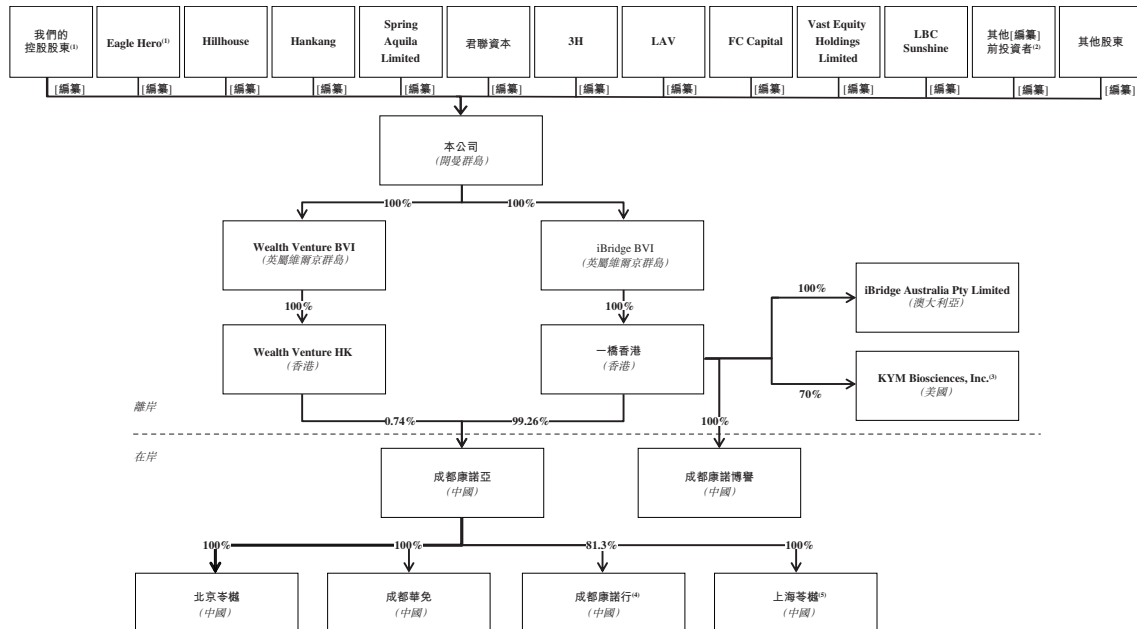 我們的
控股股東(1)
Eagle Hero(1)
Hillhouse
Hankang
Spring
Aquila
Limited
君聯資本
3H
LAV
FC Capital
Vast Equity
Holdings
Limited
LBC
Sunshine
其他[編纂]
前投資者(2)
其他股東
[編纂]
[編纂]
[編纂]
[編纂]
[編纂]
[編纂]
[編纂]
[編纂]
[編纂]
[編纂]
[編纂]
[編纂]
[編纂]
本公司
(開曼群島)
100%
100%
Wealth Venture BVI
(英屬維爾京群島)
iBridge BVI
(英屬維爾京群島)
100%
100%
100%
iBridge Australia Pty Limited
(澳大利亞)
Wealth Venture HK
(香港)
一橋香港
(香港)
70%
KYM Biosciences, Inc.(3)
(美國)
離岸
0.74%
99.26%
100%
在岸
成都康諾亞
(中國)
成都康諾博譽
(中國)
100%
100%
81.3%
100%
北京岺樾
(中國)
成都華免
(中國)
成都康諾行(4)
(中國)
上海苓樾(5)
(中國)